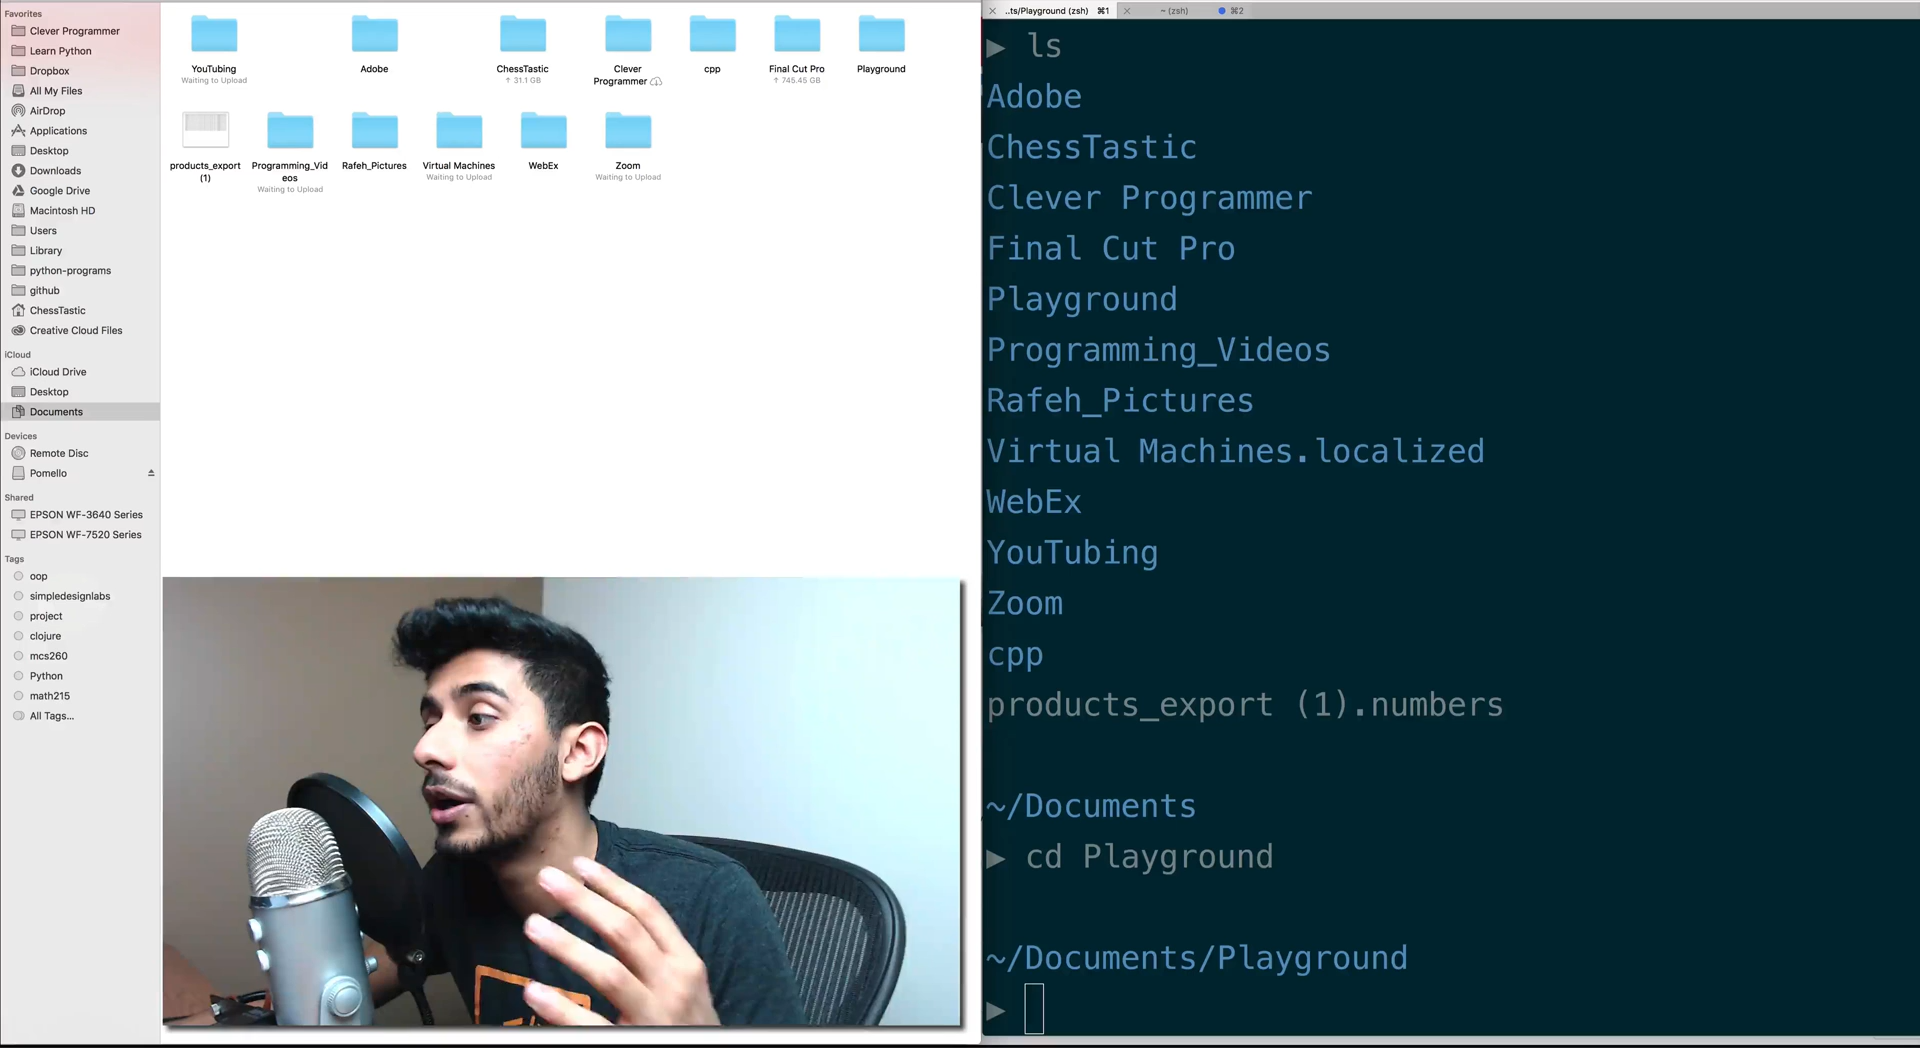 Favorites
Clever Programmer
Learn Python
Dropbox
All My Files
AirDrop
Applications
Desktop
Downloads
Google Drive
Macintosh HD
Users
Library
python-programs
github
ChessTastic
Creative Cloud Files
iCloud
iCloud Drive
Desktop
Documents
Devices
Remote Disc
Pomello
Shared
EPSON WF-3640 Series
EPSON WF-7520 Series
Tags
oop
simpledesignlabs
project
clojure
mcs260
Python
math215
All Tags...
YouTubing
Waiting to Upload
Adobe
ChessTastic
↑ 31.1 GB
Clever
Programmer
cpp
Final Cut Pro
↑ 745.45 GB
Playground
products_export
(1)
Programming_Vid
eos
Waiting to Upload
Rafeh_Pictures
Virtual Machines
Waiting to Upload
WebEx
Zoom
Waiting to Upload
..ts/Playground (zsh) ⌘1
~ (zsh) ⌘2
▶ ls
Adobe
ChessTastic
Clever Programmer
Final Cut Pro
Playground
Programming_Videos
Rafeh_Pictures
Virtual Machines.localized
WebEx
YouTubing
Zoom
cpp
products_export (1).numbers
~/Documents
▶ cd Playground
~/Documents/Playground
▶